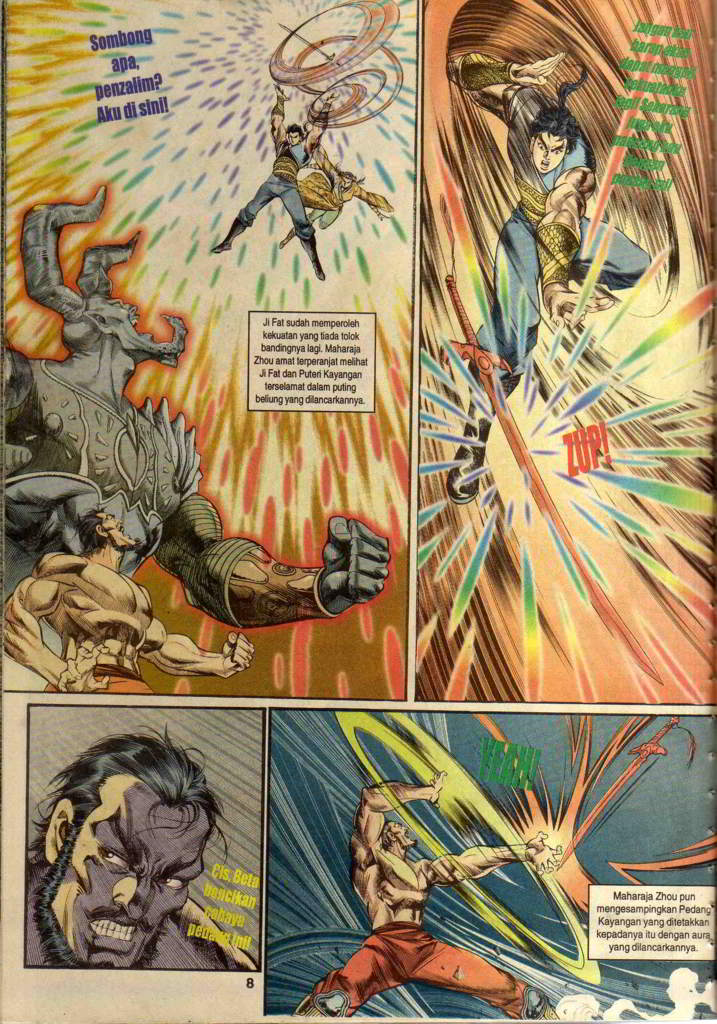 Sombong
apa,
penzalim?
Aku di sini!
Ji Fat sudah memperoleh
kekuatan yang tiada tolok
bandingnya lagi. Maharaja
Zhou amat terperanjat melihat
Ji Fat dan Puteri Kayangan
terselamat dalam puting
beliung yang dilancarkannya.
dapat
ZUP!
Cis, Beta
bencikan
cahaya
pedang ini!
YEAH!
Maharaja Zhou pun
mengesampingkan Pedang
Kayangan yang ditetakkan
kepadanya itu dengan aura
yang dilancarkannya.
8